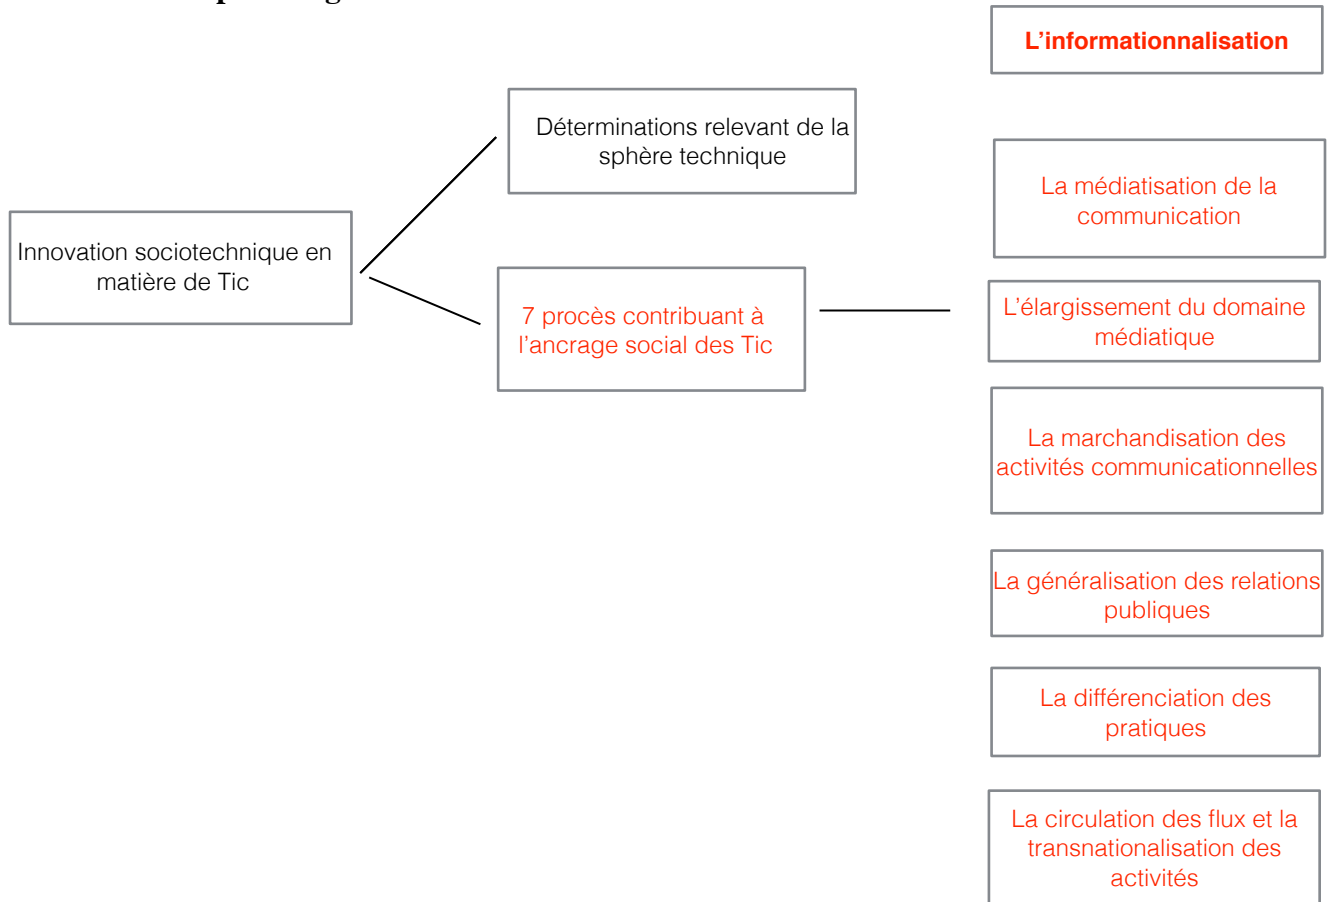 L'informationnalisation
Déterminations relevant de la
sphère technique
La médiatisation de la
communication
Innovation sociotechnique en
matière de Tic
7 procès contribuant à
l'ancrage social des Tic
L'élargissement du domaine
médiatique
La marchandisation des
activités communicationnelles
La généralisation des relations
publiques
La différenciation des
pratiques
La circulation des flux et la
transnationalisation des
activités